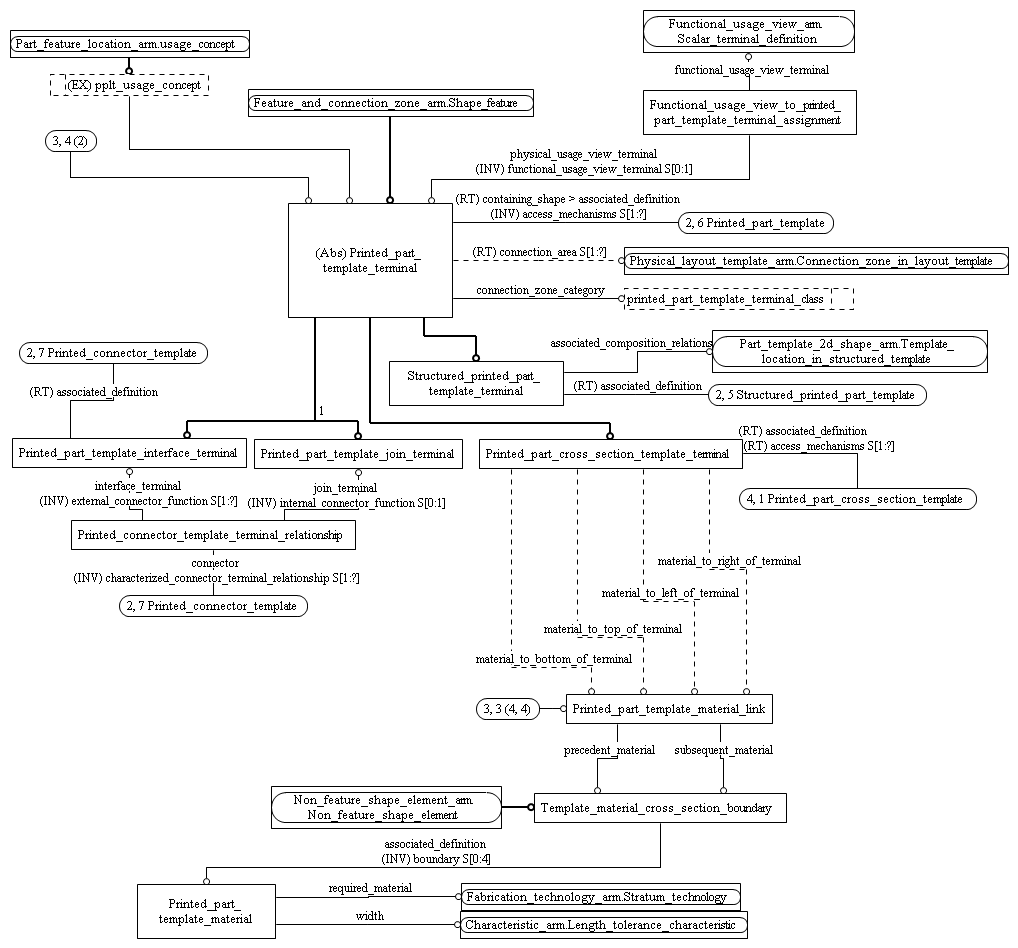 Part_feature_location_arm.usage_concept
Functional_usage_view_arm.
Scalar_terminal_definition
(EX) pplt_usage_concept
functional_usage_view_terminal
Feature_and_connection_zone_arm.Shape_feature
Functional_usage_view_to_printed_
part_template_terminal_assignment
3, 4 (2)
physical_usage_view_terminal
(INV) functional_usage_view_terminal S[0:1]
(RT) containing_shape > associated_definition
(INV) access_mechanisms S[1:?]
2, 6 Printed_part_template
(Abs) Printed_part_
template_terminal
(RT) connection_area S[1:?]
Physical_layout_template_arm.Connection_zone_in_layout_template
connection_zone_category
printed_part_template_terminal_class
2, 7 Printed_connector_template
associated_composition_relations
Part_template_2d_shape_arm.Template_
location_in_structured_template
Structured_printed_part_
template_terminal
(RT) associated_definition
2, 5 Structured_printed_part_template
(RT) associated_definition
1
(RT) associated_definition
(RT) access_mechanisms S[1:?]
Printed_part_template_interface_terminal
Printed_part_template_join_terminal
Printed_part_cross_section_template_terminal
interface_terminal
(INV) external_connector_function S[1:?]
join_terminal
(INV) internal_connector_function S[0:1]
4, 1 Printed_part_cross_section_template
Printed_connector_template_terminal_relationship
connector
(INV) characterized_connector_terminal_relationship S[1:?]
2, 7 Printed_connector_template
material_to_right_of_terminal
material_to_left_of_terminal
material_to_top_of_terminal
material_to_bottom_of_terminal
3, 3 (4, 4)
Printed_part_template_material_link
precedent_material
subsequent_material
Non_feature_shape_element_arm.
Non_feature_shape_element
Template_material_cross_section_boundary
associated_definition
(INV) boundary S[0:4]
Printed_part_
template_material
required_material
Fabrication_technology_arm.Stratum_technology
width
Characteristic_arm.Length_tolerance_characteristic